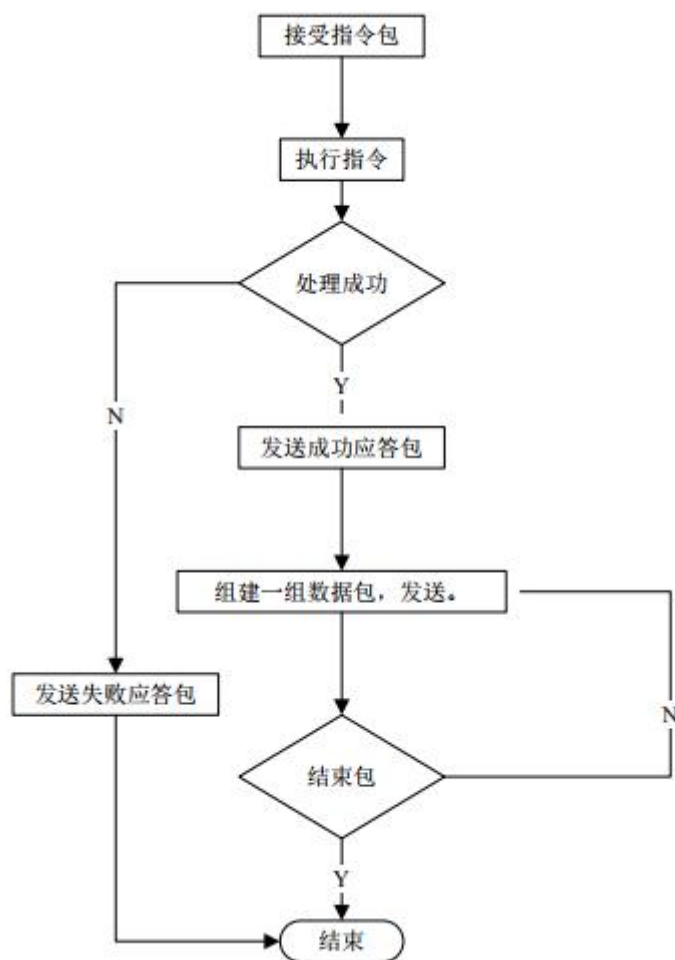 接受指令包
执行指令
处理成功
Y
N
发送成功应答包
组建一组数据包，发送。
发送失败应答包
N
结束包
Y
结束